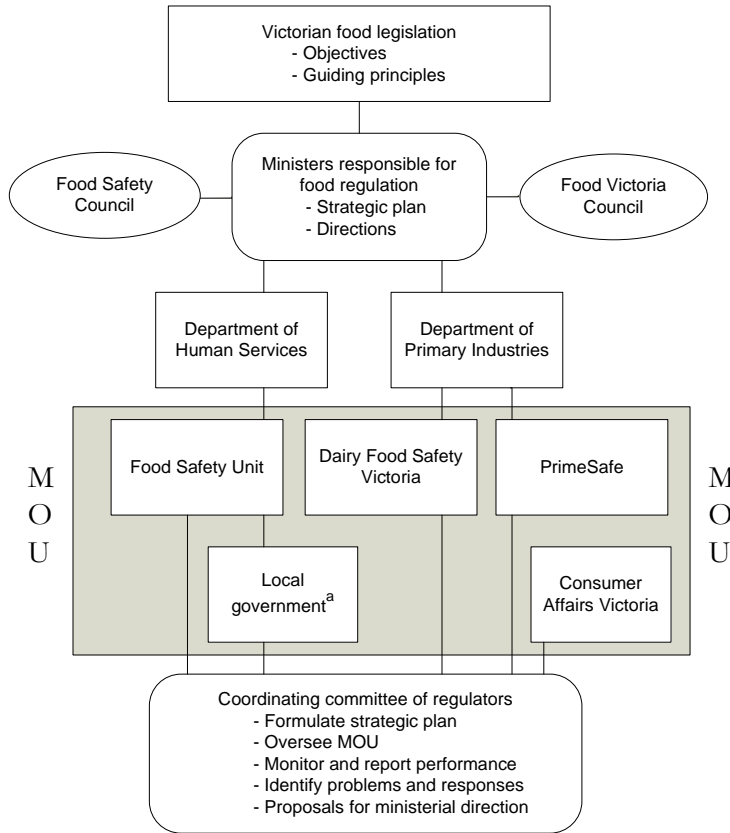 Victorian food legislation
- Objectives
- Guiding principles
Ministers responsible for
food regulation
- Strategic plan
- Directions
Food Safety
Council
Food Victoria
Council
Department of
Human Services
Department of
Primary Industries
M
O
U
Food Safety Unit
Dairy Food Safety
Victoria
PrimeSafe
M
O
U
Local
governmentᵃ
Consumer
Affairs Victoria
Coordinating committee of regulators
- Formulate strategic plan
- Oversee MOU
- Monitor and report performance
- Identify problems and responses
- Proposals for ministerial direction